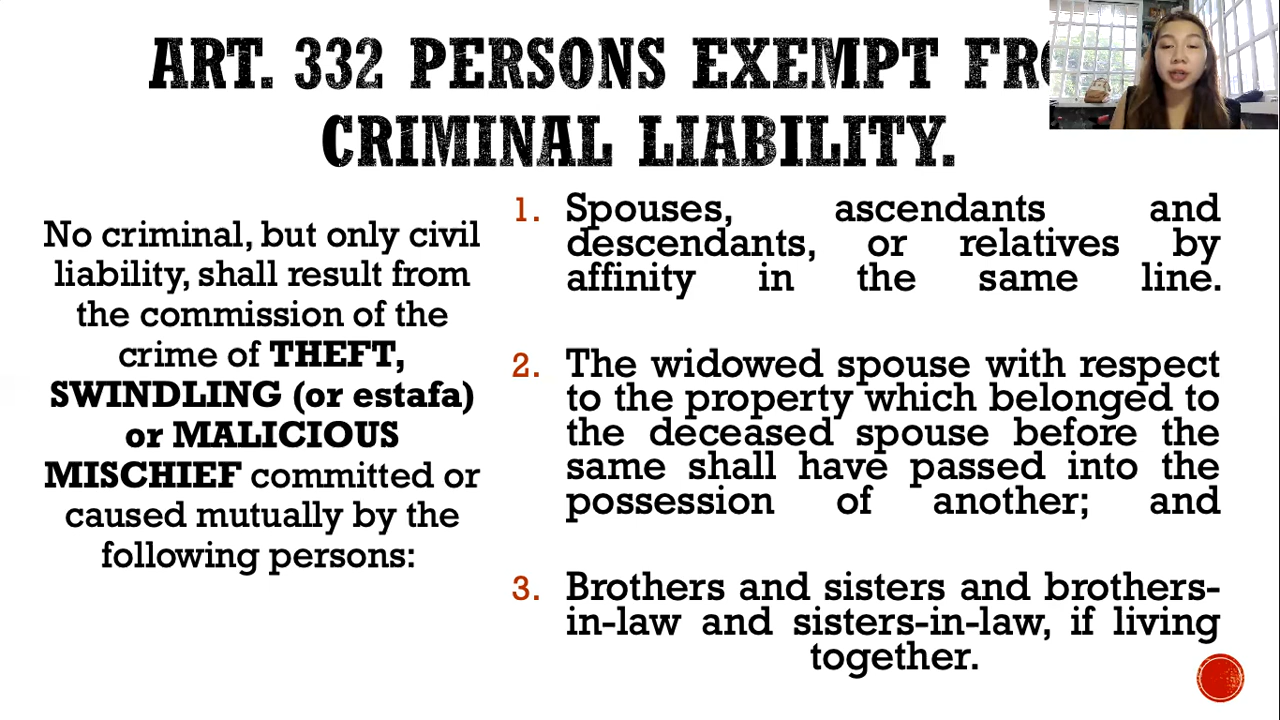 ART. 332 PERSONS EXEMPT
CRIMINAL LIABILITY.
No criminal, but only civil
liability, shall result from
the commission of the
crime of THEFT,
SWINDLING (or estafa)
or MALICIOUS
MISCHIEF committed or
caused mutually by the
following persons:
1. Spouses, ascendants and
descendants, or relatives by
affinity in the same line.
2. The widowed spouse with respect
to the property which belonged to
the deceased spouse before the
same shall have passed into the
possession of another; and
3. Brothers and sisters and brothers-
in-law and sisters-in-law, if living
together.